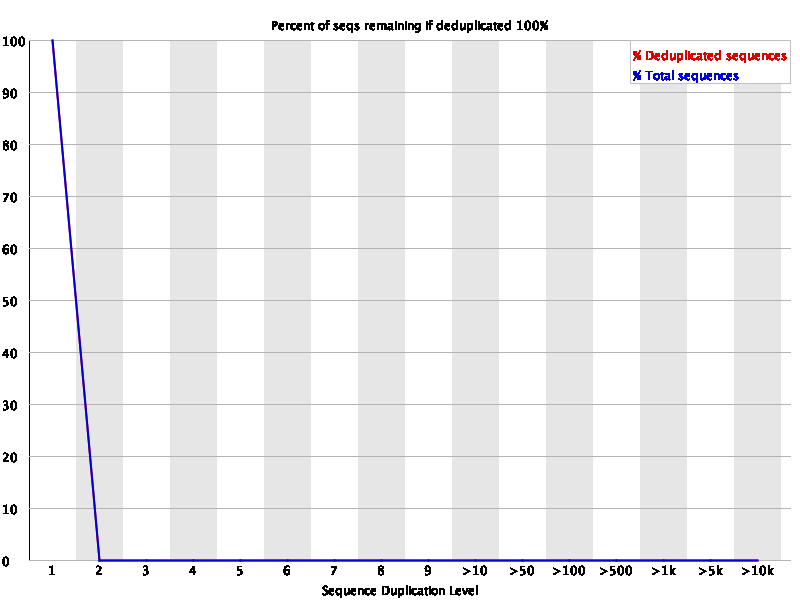 Percent of seqs remaining if deduplicated 100%
% Deduplicated sequences
% Total sequences
100
90
80
70
60
50
40
30
20
10
0
1 2 3 4 5 6 7 8 9 >10 >50 >100 >500 >1k >5k >10k
Sequence Duplication Level